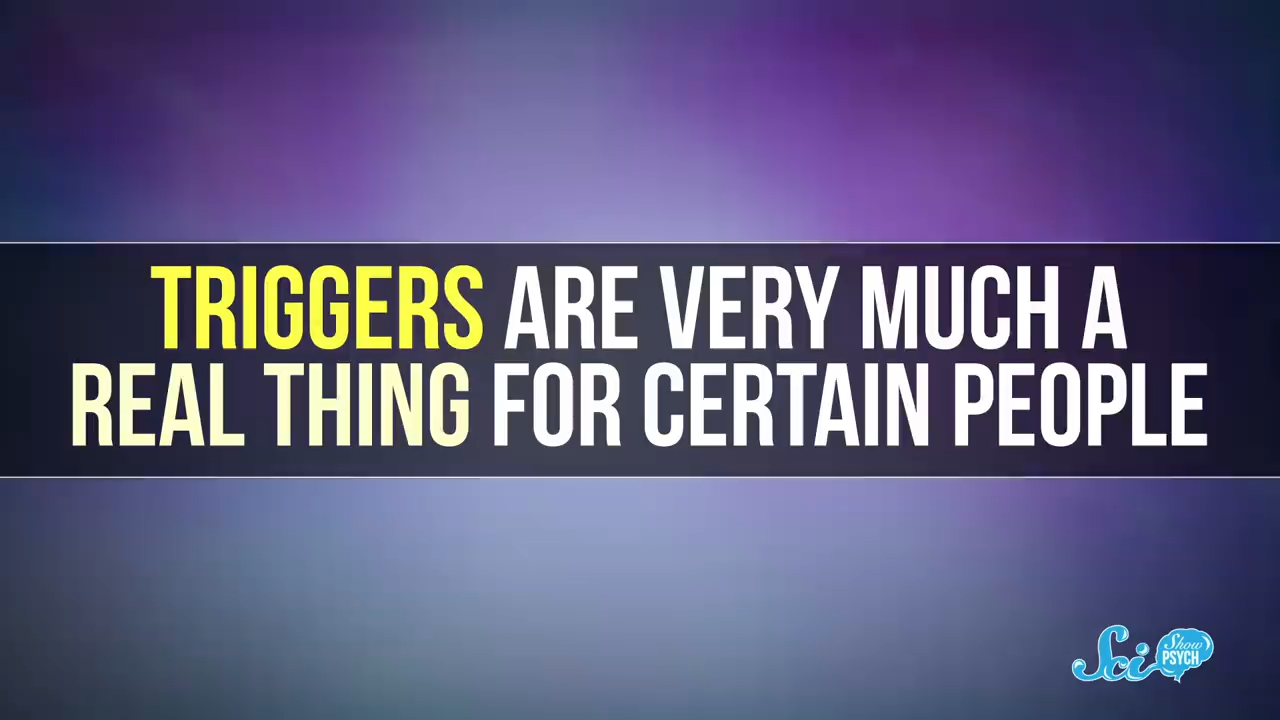 TRIGGERS ARE VERY MUCH A
REAL THING FOR CERTAIN PEOPLE
Sci Show
PSYCH